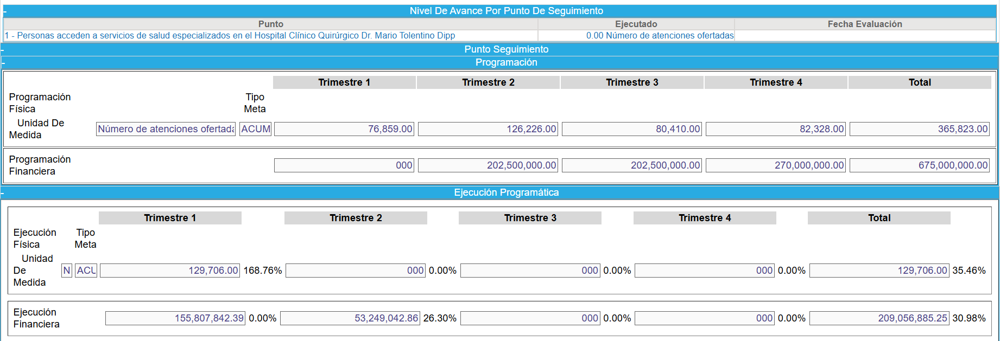 Nivel De Avance Por Punto De Seguimiento
Punto Ejecutado Fecha Evaluación
1 - Personas acceden a servicios de salud especializados en el Hospital Clínico Quirúrgico Dr. Mario Tolentino Dipp 0.00 Número de atenciones ofertadas
Punto Seguimiento
Programación
Trimestre 1 Trimestre 2 Trimestre 3 Trimestre 4 Total
Programación Tipo
Física Meta
Unidad De
Medida Número de atenciones ofertada ACUM 76,859.00 126,226.00 80,410.00 82,328.00 365,823.00
Programación
Financiera 000 202,500,000.00 202,500,000.00 270,000,000.00 675,000,000.00
Ejecución Programática
Trimestre 1 Trimestre 2 Trimestre 3 Trimestre 4 Total
Ejecución Tipo
Física Meta
Unidad
De N ACU 129,706.00 168.76% 000 0.00% 000 0.00% 000 0.00% 129,706.00 35.46%
Medida
Ejecución
Financiera 155,807,842.39 0.00% 53,249,042.86 26.30% 000 0.00% 000 0.00% 209,056,885.25 30.98%